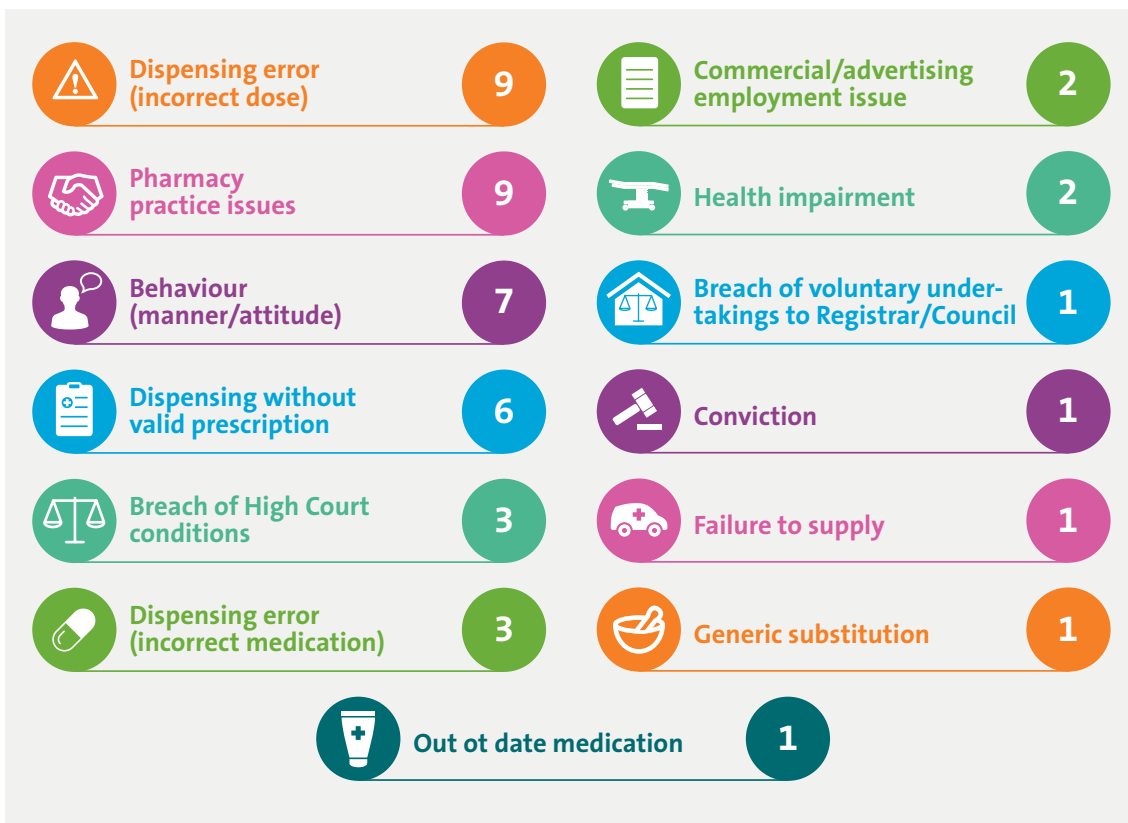 Dispensing error
(incorrect dose)
9
Pharmacy
practice issues
9
Behaviour
(manner/attitude)
7
Dispensing without
valid prescription
6
Breach of High Court
conditions
3
Dispensing error
(incorrect medication)
3
Commercial/advertising
employment issue
2
Health impairment
2
Breach of voluntary under-
takings to Registrar/Council
1
Conviction
1
Failure to supply
1
Generic substitution
1
Out ot date medication
1